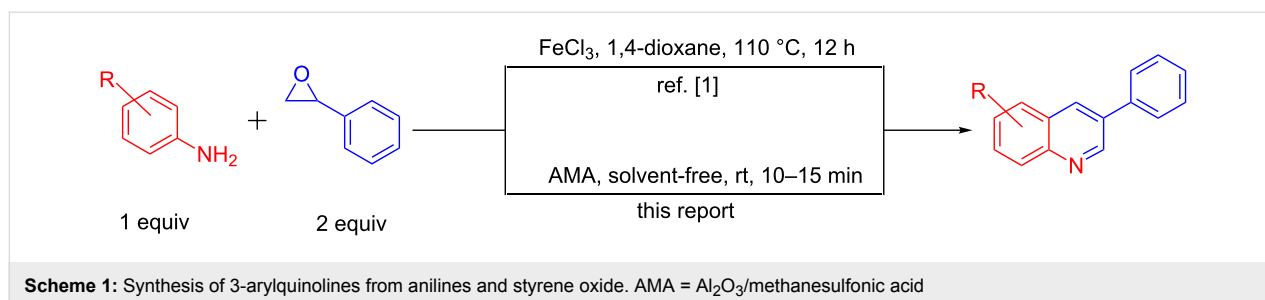 FeCl₃, 1,4-dioxane, 110 °C, 12 h
ref. [1]
R
NH₂
+
O
R
N
AMA, solvent-free, rt, 10–15 min
this report
1 equiv
2 equiv
Scheme 1: Synthesis of 3-arylquinolines from anilines and styrene oxide. AMA = Al₂O₃/methanesulfonic acid